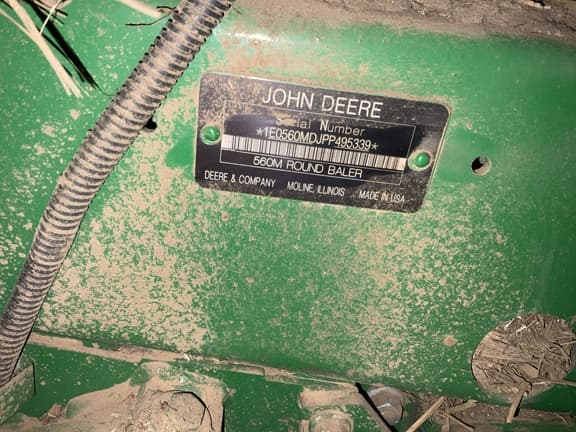 JOHN DEERE
Serial Number
*1E0560MDJPP495339*
560M ROUND BALER
DEERE & COMPANY MOLINE, ILLINOIS MADE IN USA